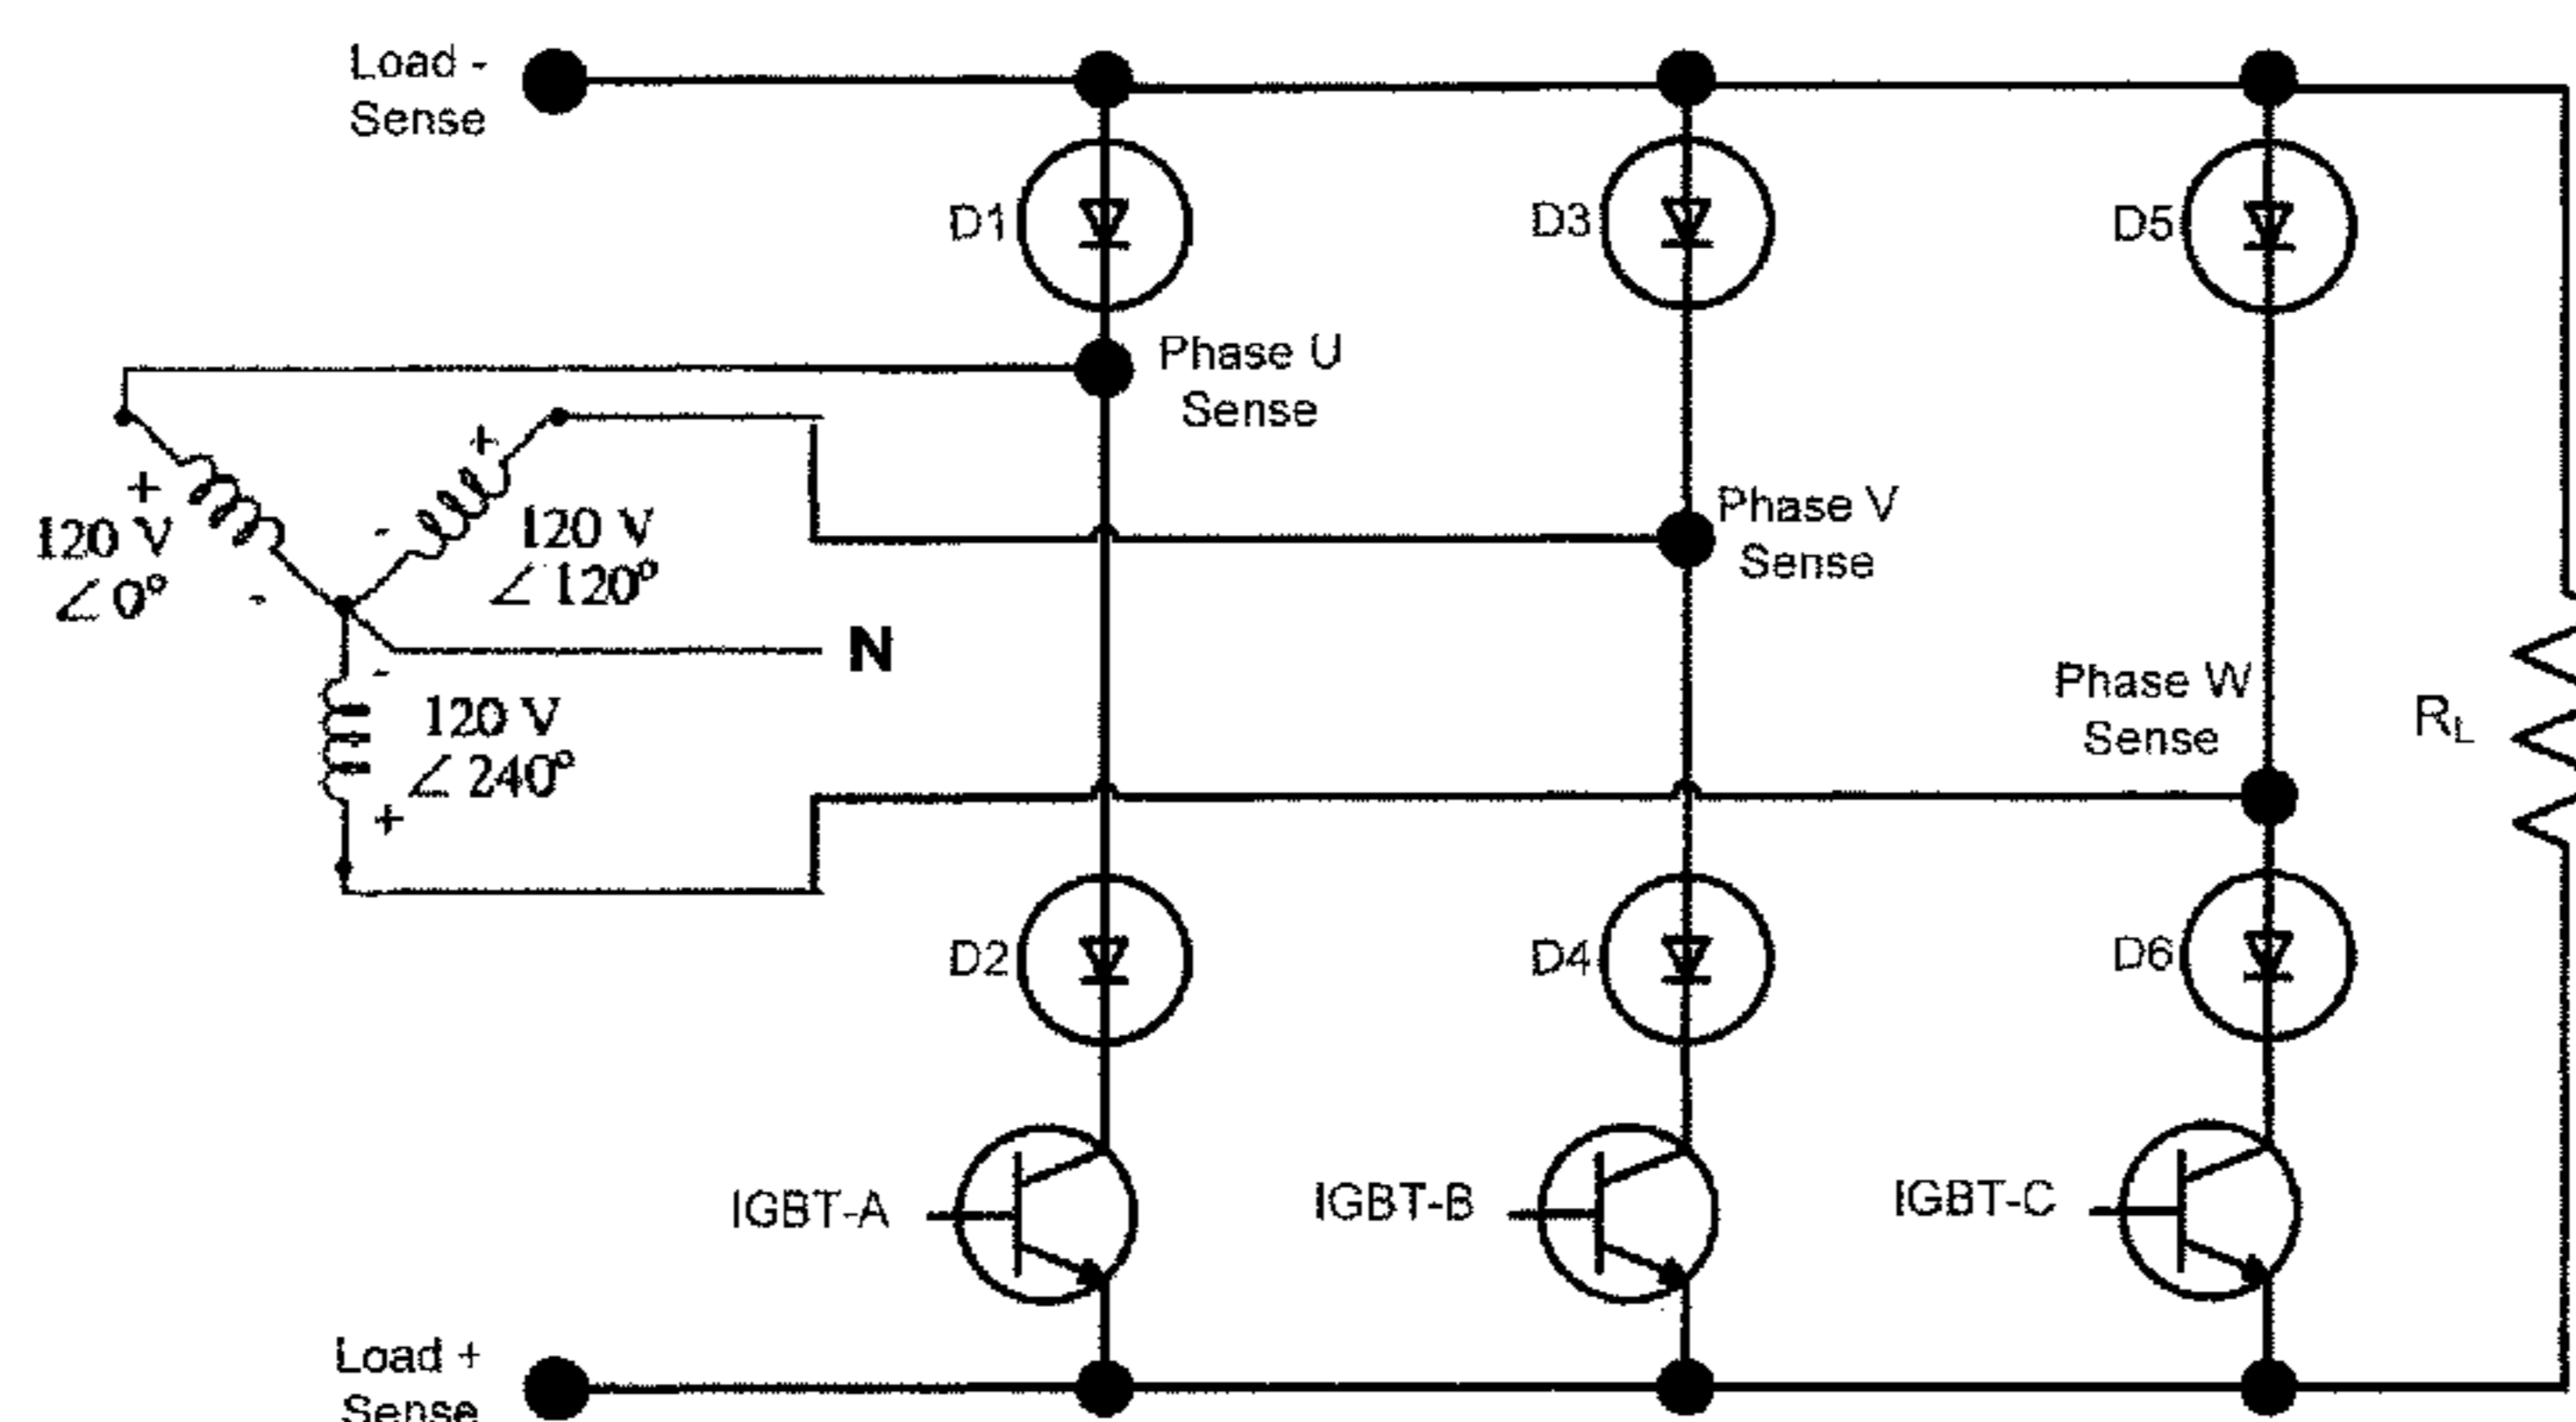 Load -
Sense
D1
D3
D5
Phase U
Sense
+
+
120 V
∠ 0°
-
-
120 V
∠ 120°
Phase V
Sense
N
-
120 V
∠ 240°
+
Phase W
Sense
RL
D2
D4
D6
IGBT-A
IGBT-B
IGBT-C
Load +
Sense